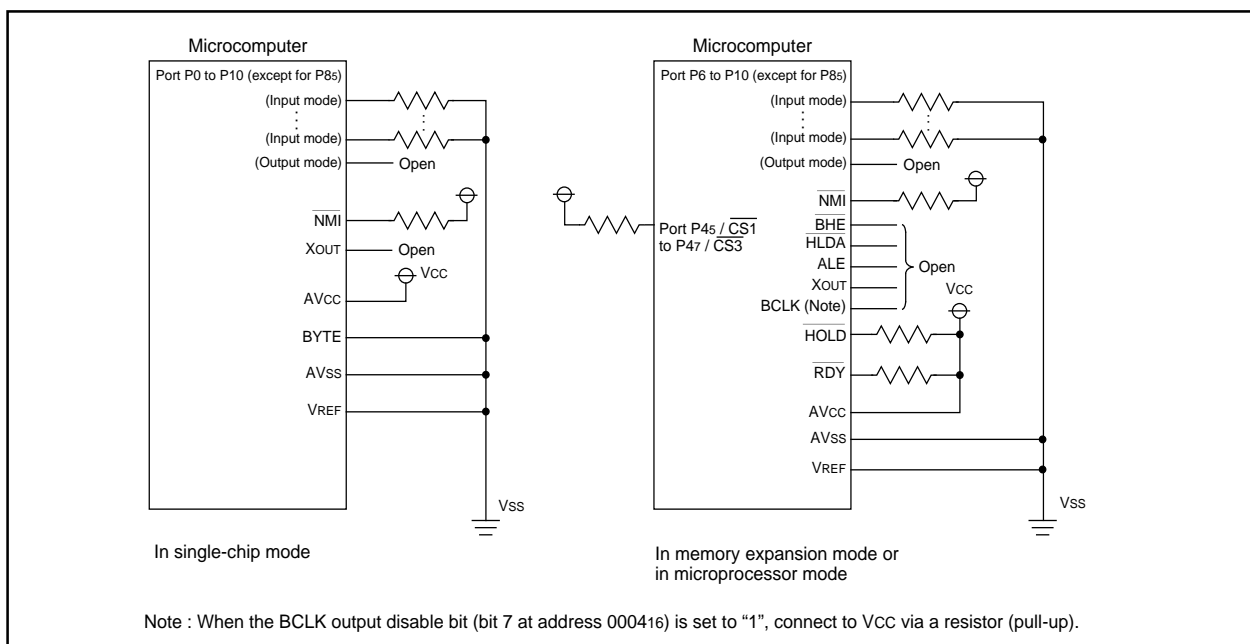 Microcomputer
Port P0 to P10 (except for P85)
(Input mode)
(Input mode)
(Output mode)
Open
NMI
XOUT
Open
VCC
AVCC
BYTE
AVSS
VREF
VSS
In single-chip mode
Microcomputer
Port P6 to P10 (except for P85)
(Input mode)
(Input mode)
(Output mode)
Open
NMI
Port P45 / CS1
to P47 / CS3
BHE
HLDA
ALE
Open
XOUT
VCC
BCLK (Note)
HOLD
RDY
AVCC
AVSS
VREF
VSS
In memory expansion mode or
in microprocessor mode
Note : When the BCLK output disable bit (bit 7 at address 000416) is set to “1”, connect to VCC via a resistor (pull-up).